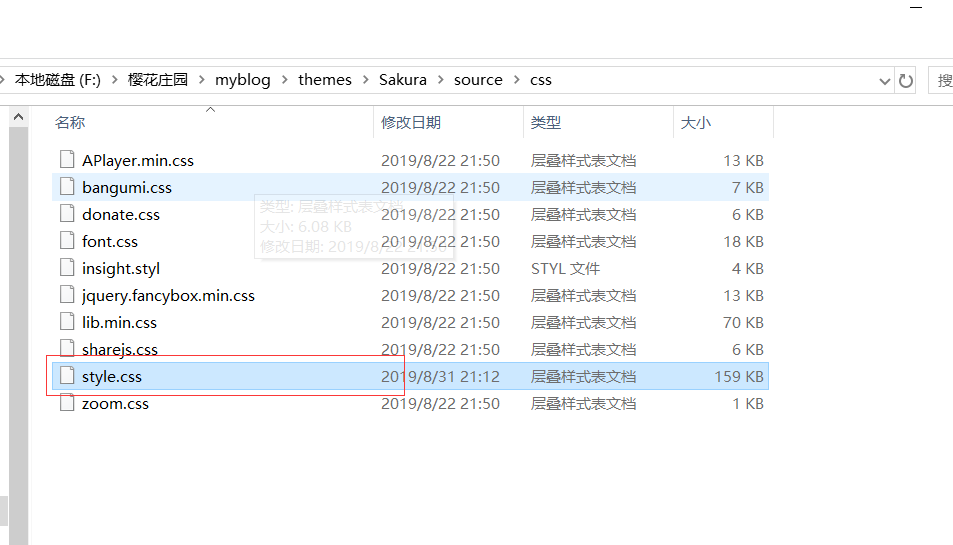 本地磁盘 (F:) > 樱花庄园 > myblog > themes > Sakura > source > css 搜
名称 修改日期 类型 大小
APlayer.min.css 2019/8/22 21:50 层叠样式表文档 13 KB
bangumi.css 2019/8/22 21:50 层叠样式表文档 7 KB
donate.css 2019/8/22 21:50 层叠样式表文档 6 KB
类型: 层叠样式表文档
大小: 6.08 KB
修改日期: 2019/8/22 21:50
font.css 2019/8/22 21:50 层叠样式表文档 18 KB
insight.styl 2019/8/22 21:50 STYL 文件 4 KB
jquery.fancybox.min.css 2019/8/22 21:50 层叠样式表文档 13 KB
lib.min.css 2019/8/22 21:50 层叠样式表文档 70 KB
sharejs.css 2019/8/22 21:50 层叠样式表文档 6 KB
style.css 2019/8/31 21:12 层叠样式表文档 159 KB
zoom.css 2019/8/22 21:50 层叠样式表文档 1 KB